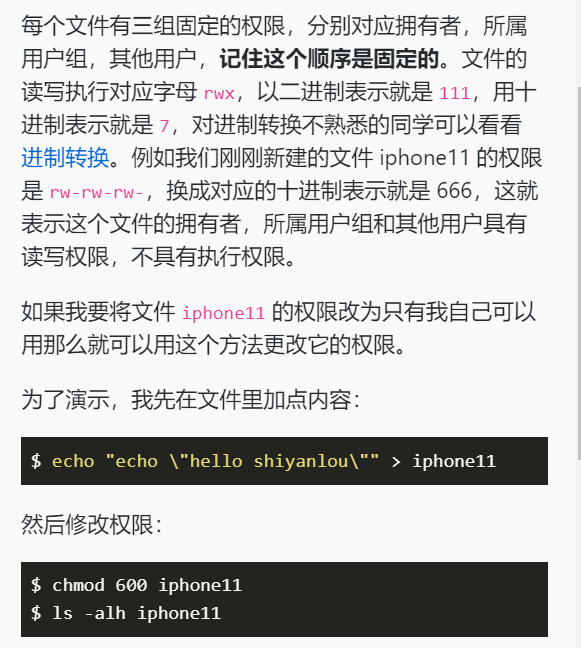 每个文件有三组固定的权限，分别对应拥有者，所属
用户组，其他用户，记住这个顺序是固定的。文件的
读写执行对应字母 rwx，以二进制表示就是 111，用十
进制表示就是 7，对进制转换不熟悉的同学可以看看
进制转换。例如我们刚刚新建的文件 iphone11 的权限
是 rw-rw-rw-，换成对应的十进制表示就是 666，这就
表示这个文件的拥有者，所属用户组和其他用户具有
读写权限，不具有执行权限。
如果我要将文件 iphone11 的权限改为只有我自己可以
用那么就可以用这个方法更改它的权限。
为了演示，我先在文件里加点内容：
$ echo "echo \"hello shiyanlou\"" > iphone11
然后修改权限：
$ chmod 600 iphone11
$ ls -alh iphone11